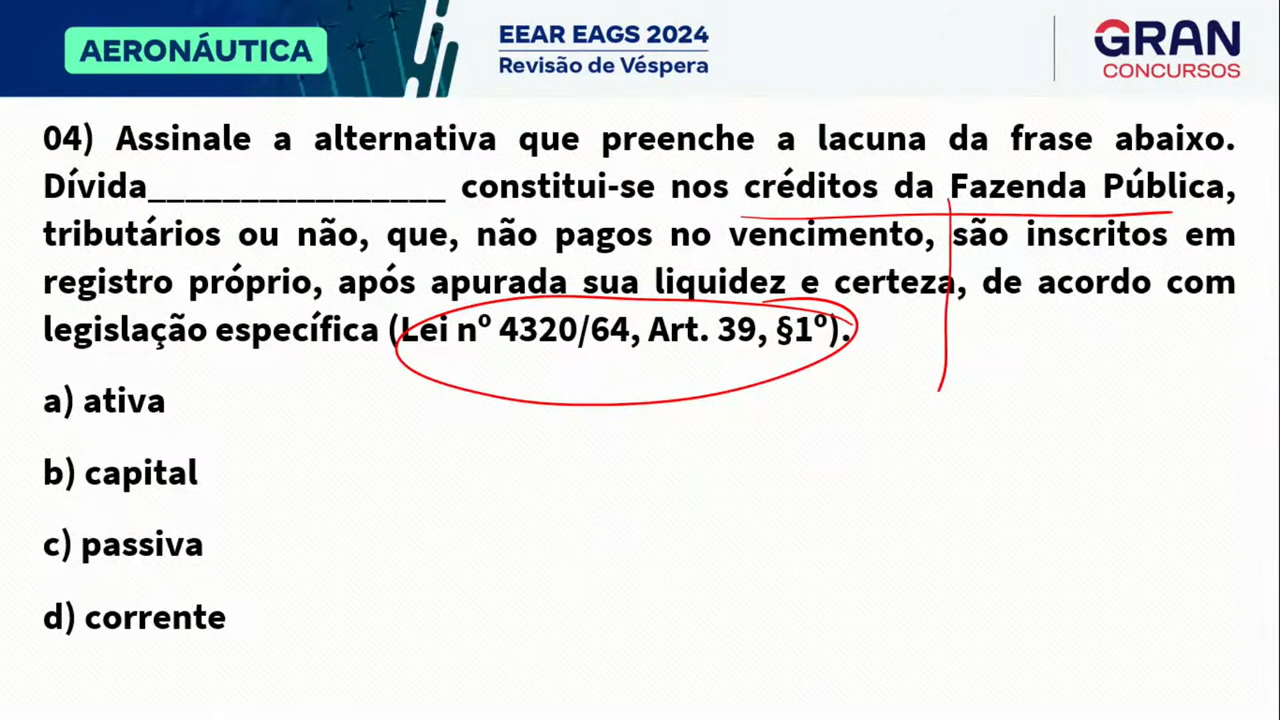 AERONÁUTICA
EEAR EAGS 2024
Revisão de Véspera
GRAN
CONCURSOS
04) Assinale a alternativa que preenche a lacuna da frase abaixo.
Dívida________________ constitui-se nos créditos da Fazenda Pública,
tributários ou não, que, não pagos no vencimento, são inscritos em
registro próprio, após apurada sua liquidez e certeza, de acordo com
legislação específica (Lei nº 4320/64, Art. 39, §1º).
a) ativa
b) capital
c) passiva
d) corrente